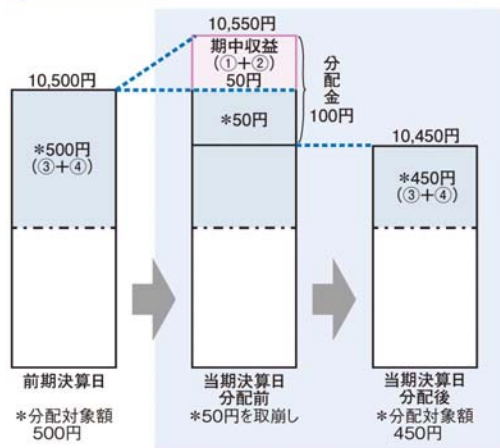 10,500円
*500円
(③+④)
前期決算日
*分配対象額
500円
10,550円
期中収益
(①+②)
50円
*50円
分配金
100円
当期決算日
分配前
*50円を取崩し
10,450円
*450円
(③+④)
当期決算日
分配後
*分配対象額
450円